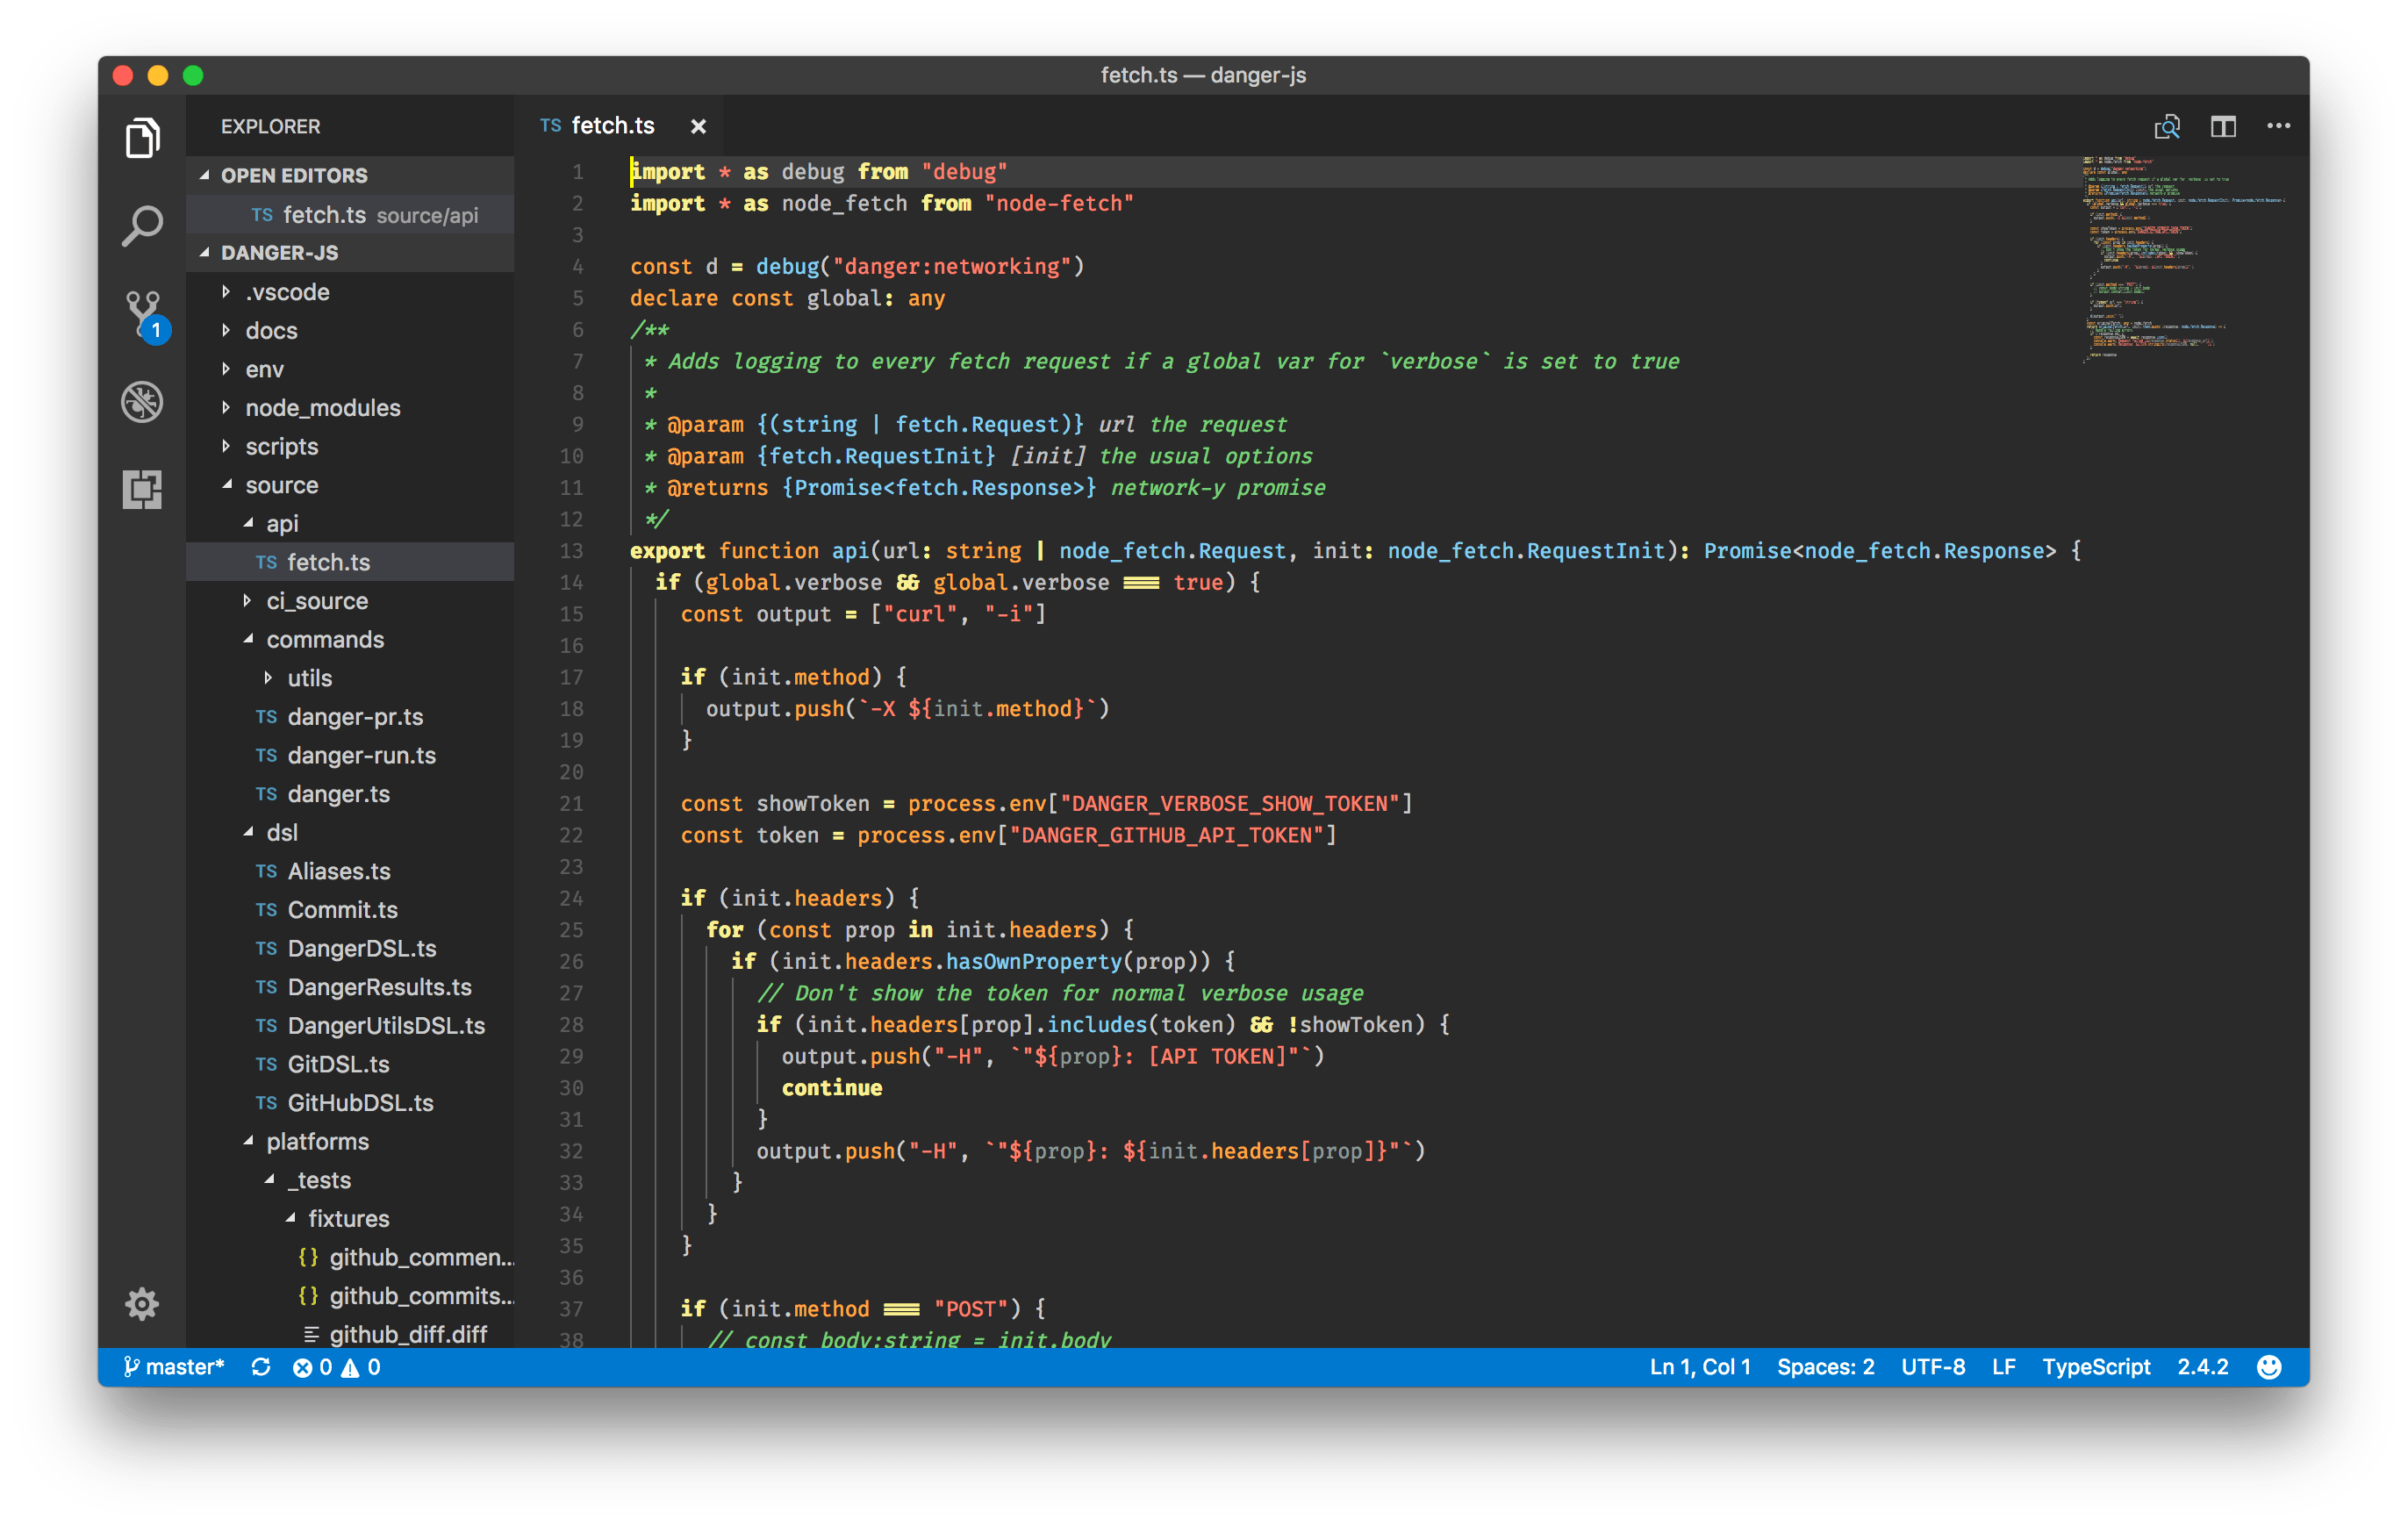 fetch.ts — danger-js
EXPLORER
OPEN EDITORS
TS fetch.ts source/api
DANGER-JS
.vscode
docs
env
node_modules
scripts
source
api
TS fetch.ts
ci_source
commands
utils
TS danger-pr.ts
TS danger-run.ts
TS danger.ts
dsl
TS Aliases.ts
TS Commit.ts
TS DangerDSL.ts
TS DangerResults.ts
TS DangerUtilsDSL.ts
TS GitDSL.ts
TS GitHubDSL.ts
platforms
_tests
fixtures
{} github_commen...
{} github_commits...
github_diff.diff
1
TS fetch.ts ×
1 import * as debug from "debug"
2 import * as node_fetch from "node-fetch"
3
4 const d = debug("danger:networking")
5 declare const global: any
6 /**
7 * Adds logging to every fetch request if a global var for `verbose` is set to true
8 *
9 * @param {(string | fetch.Request)} url the request
10 * @param {fetch.RequestInit} [init] the usual options
11 * @returns {Promise<fetch.Response>} network-y promise
12 */
13 export function api(url: string | node_fetch.Request, init: node_fetch.RequestInit): Promise<node_fetch.Response> {
14 if (global.verbose && global.verbose === true) {
15 const output = ["curl", "-i"]
16
17 if (init.method) {
18 output.push(`-X ${init.method}`)
19 }
20
21 const showToken = process.env["DANGER_VERBOSE_SHOW_TOKEN"]
22 const token = process.env["DANGER_GITHUB_API_TOKEN"]
23
24 if (init.headers) {
25 for (const prop in init.headers) {
26 if (init.headers.hasOwnProperty(prop)) {
27 // Don't show the token for normal verbose usage
28 if (init.headers[prop].includes(token) && !showToken) {
29 output.push("-H", `"${prop}: [API TOKEN]"`)
30 continue
31 }
32 output.push("-H", `"${prop}: ${init.headers[prop]}"`)
33 }
34 }
35 }
36
37 if (init.method === "POST") {
38 // const body:string = init.body
master* 0 0
Ln 1, Col 1 Spaces: 2 UTF-8 LF TypeScript 2.4.2